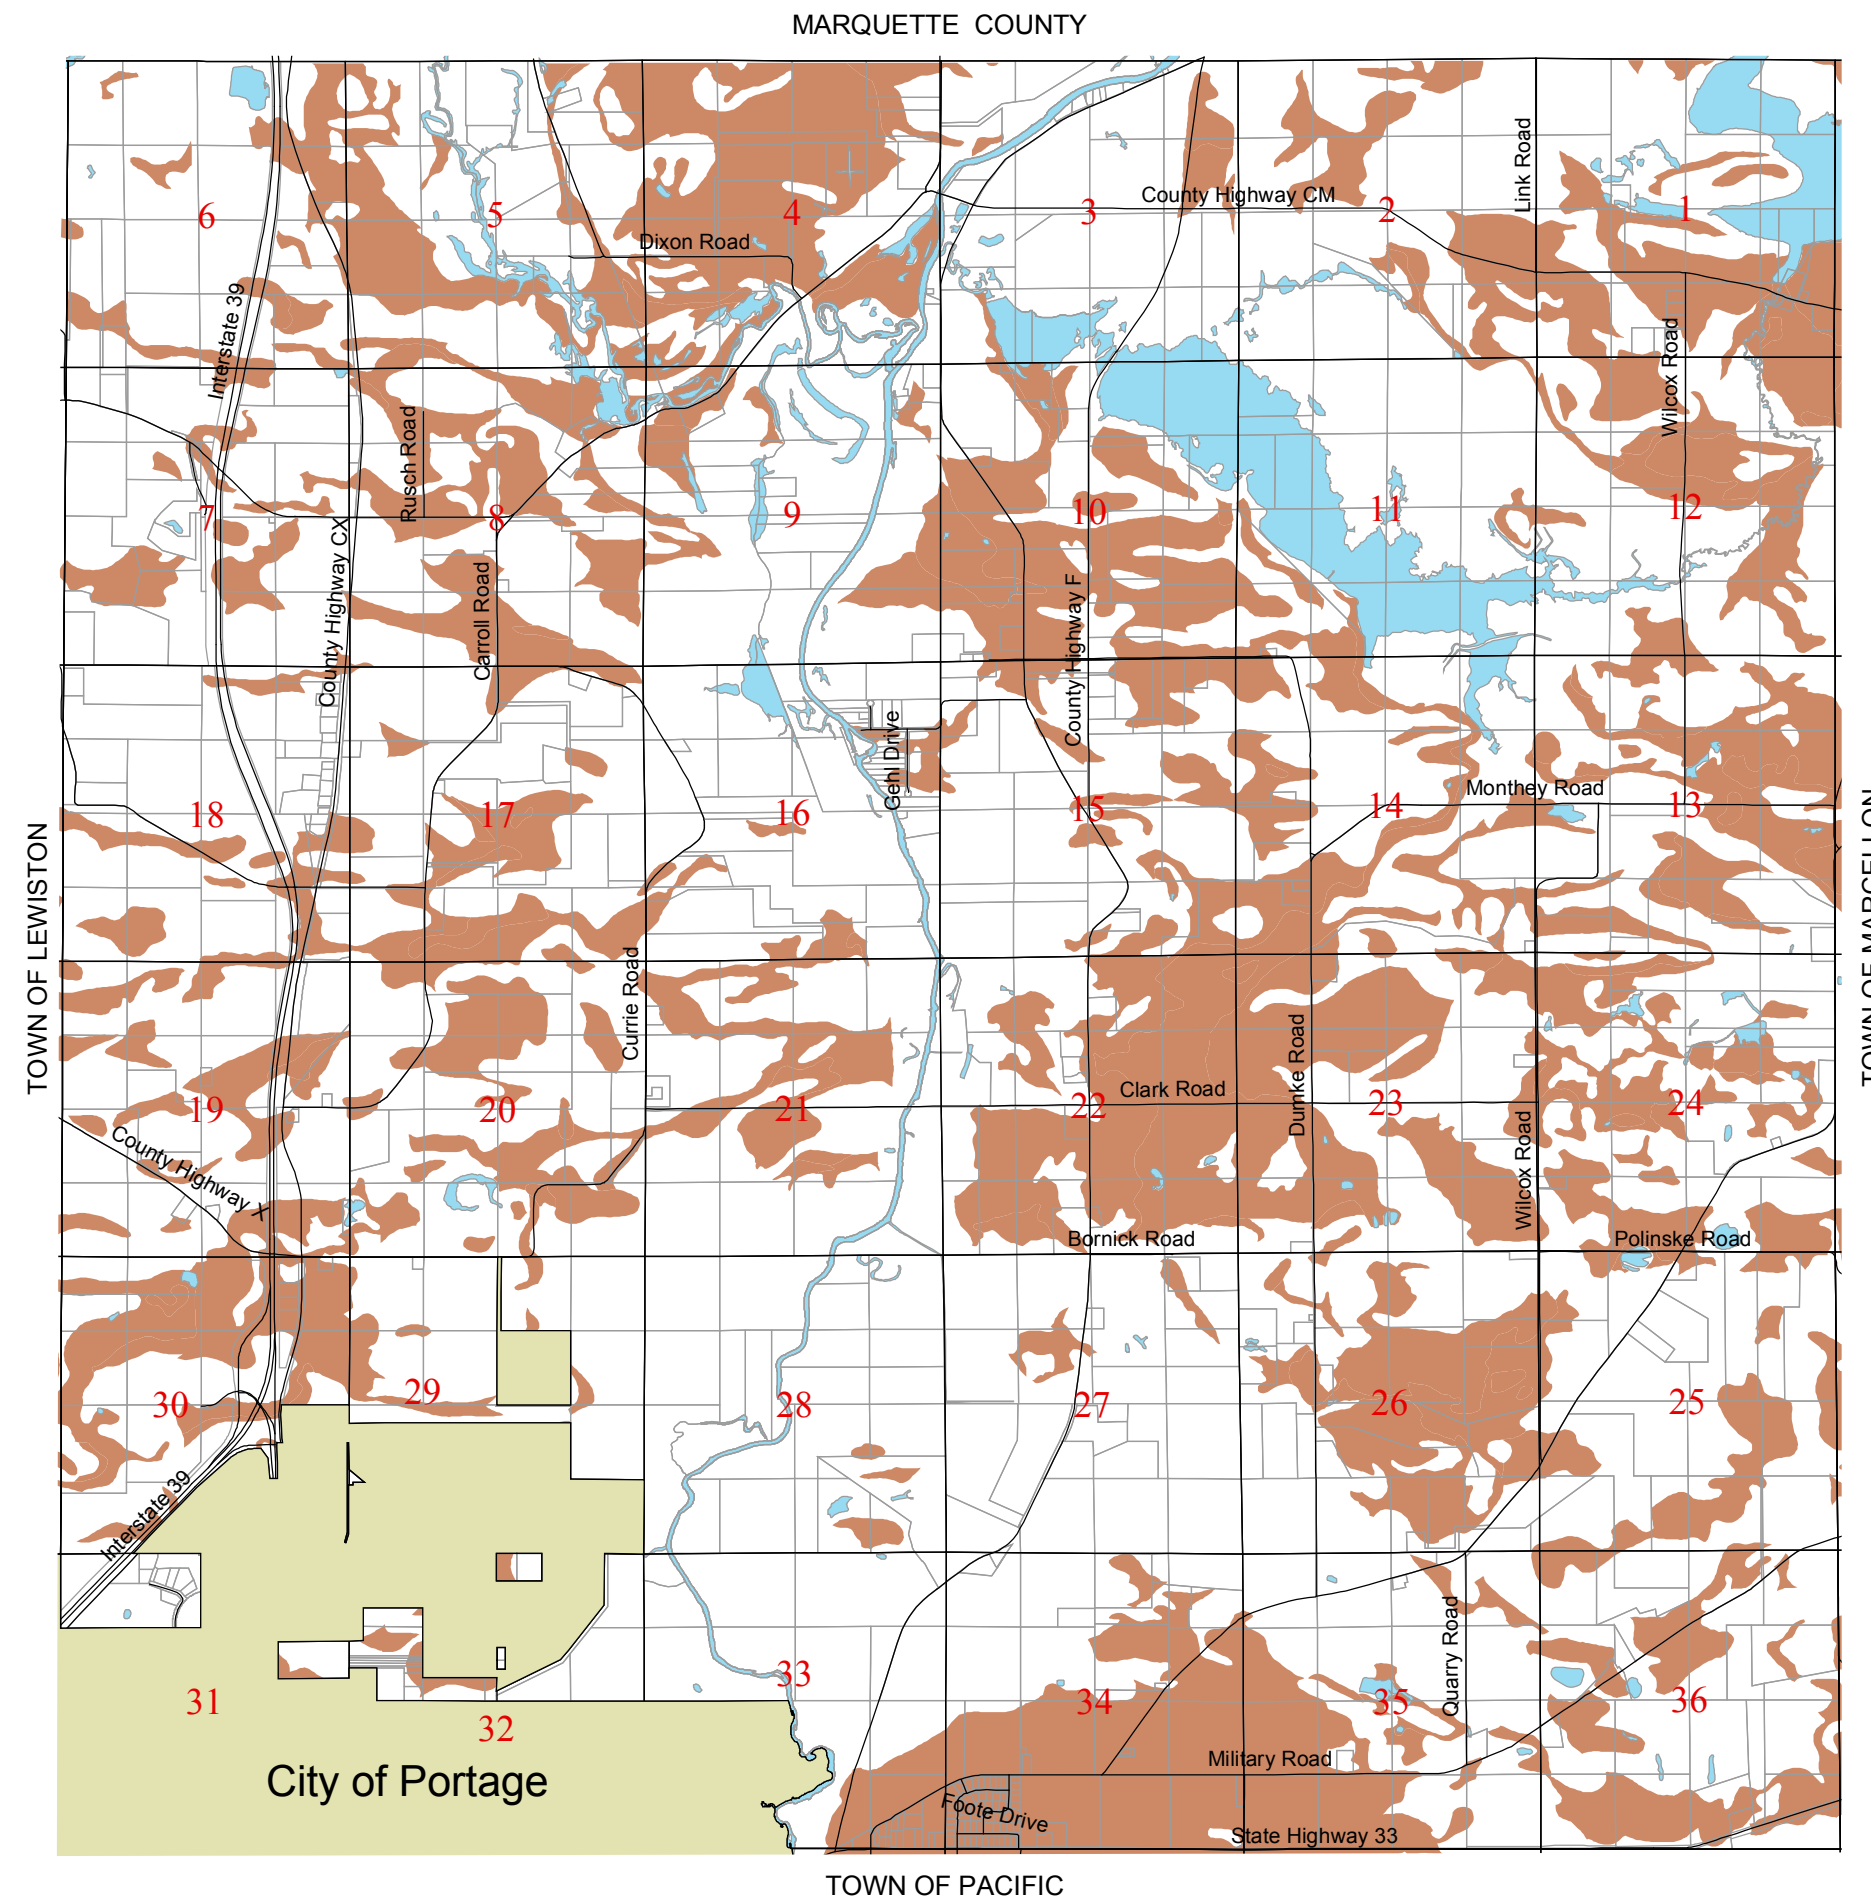 MARQUETTE COUNTY
6
5
4
3
2
1
County Highway CM
Link Road
Dixon Road
Interstate 39
Wilcox Road
Rusch Road
7
8
9
10
11
12
County Highway CX
Carroll Road
County Highway F
Gehl Drive
Monthey Road
18
17
16
15
14
13
TOWN OF LEWISTON
TOWN OF MARCELLON
Currie Road
Dumke Road
Clark Road
19
20
21
22
23
24
County Highway X
Wilcox Road
Bornick Road
Polinske Road
30
29
28
27
26
25
Interstate 39
Quarry Road
31
32
33
34
35
36
City of Portage
Military Road
Foote Drive
State Highway 33
TOWN OF PACIFIC